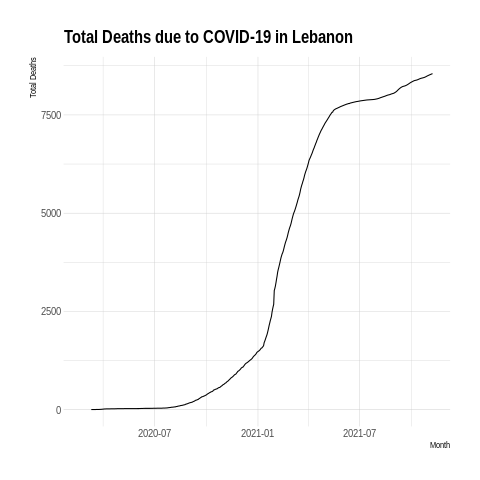 Total Deaths due to COVID-19 in Lebanon
Total Deaths
7500
5000
2500
0
2020-07 2021-01 2021-07
Month